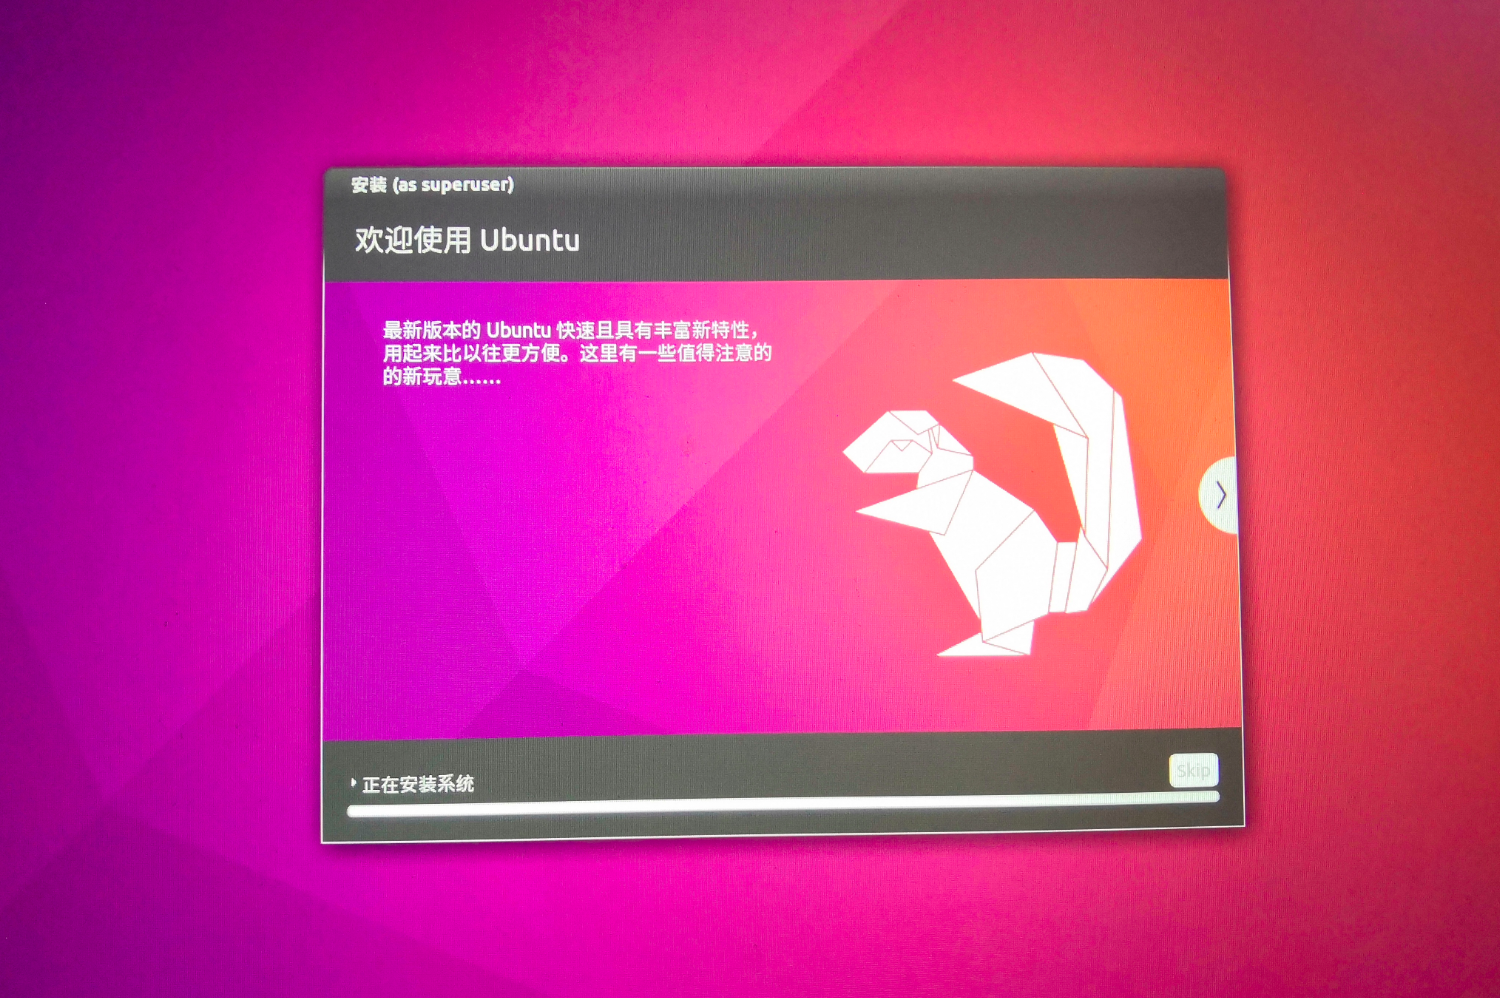 安装 (as superuser)
欢迎使用 Ubuntu
最新版本的 Ubuntu 快速且具有丰富新特性，
用起来比以往更方便。这里有一些值得注意的
的新玩意……
正在安装系统
Skip